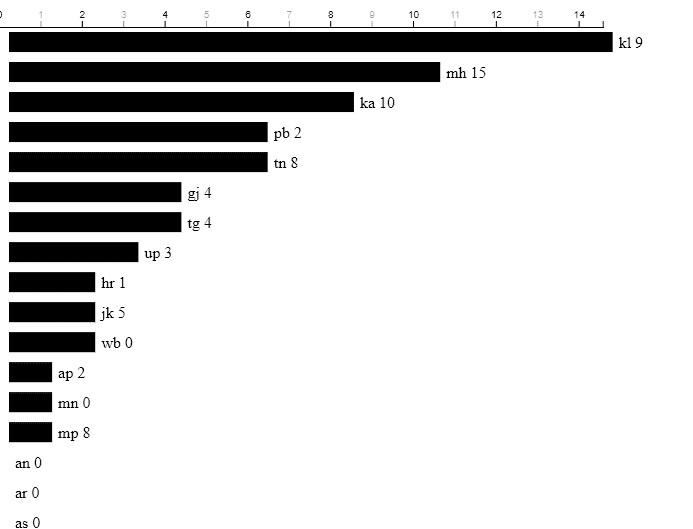 0 1 2 3 4 5 6 7 8 9 10 11 12 13 14
kl 9
mh 15
ka 10
pb 2
tn 8
gj 4
tg 4
up 3
hr 1
jk 5
wb 0
ap 2
mn 0
mp 8
an 0
ar 0
as 0